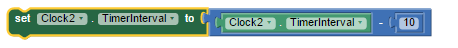 set Clock2 . TimerInterval to Clock2 . TimerInterval - 10